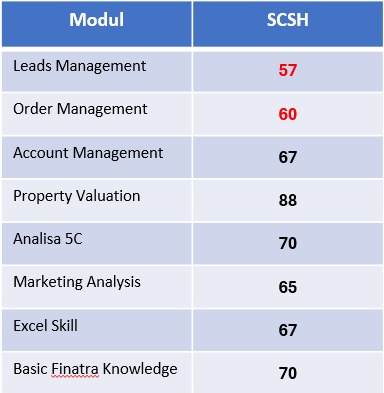 Modul SCSH
Leads Management 57
Order Management 60
Account Management 67
Property Valuation 88
Analisa 5C 70
Marketing Analysis 65
Excel Skill 67
Basic Finatra Knowledge 70